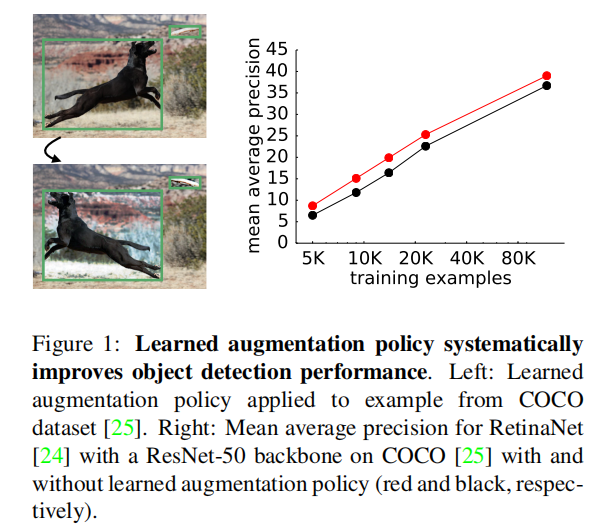 45
40
35
30
25
20
15
10
5
0
mean average precision
5K 10K 20K 40K 80K
training examples
Figure 1: Learned augmentation policy systematically
improves object detection performance. Left: Learned
augmentation policy applied to example from COCO
dataset [25]. Right: Mean average precision for RetinaNet
[24] with a ResNet-50 backbone on COCO [25] with and
without learned augmentation policy (red and black, respec-
tively).